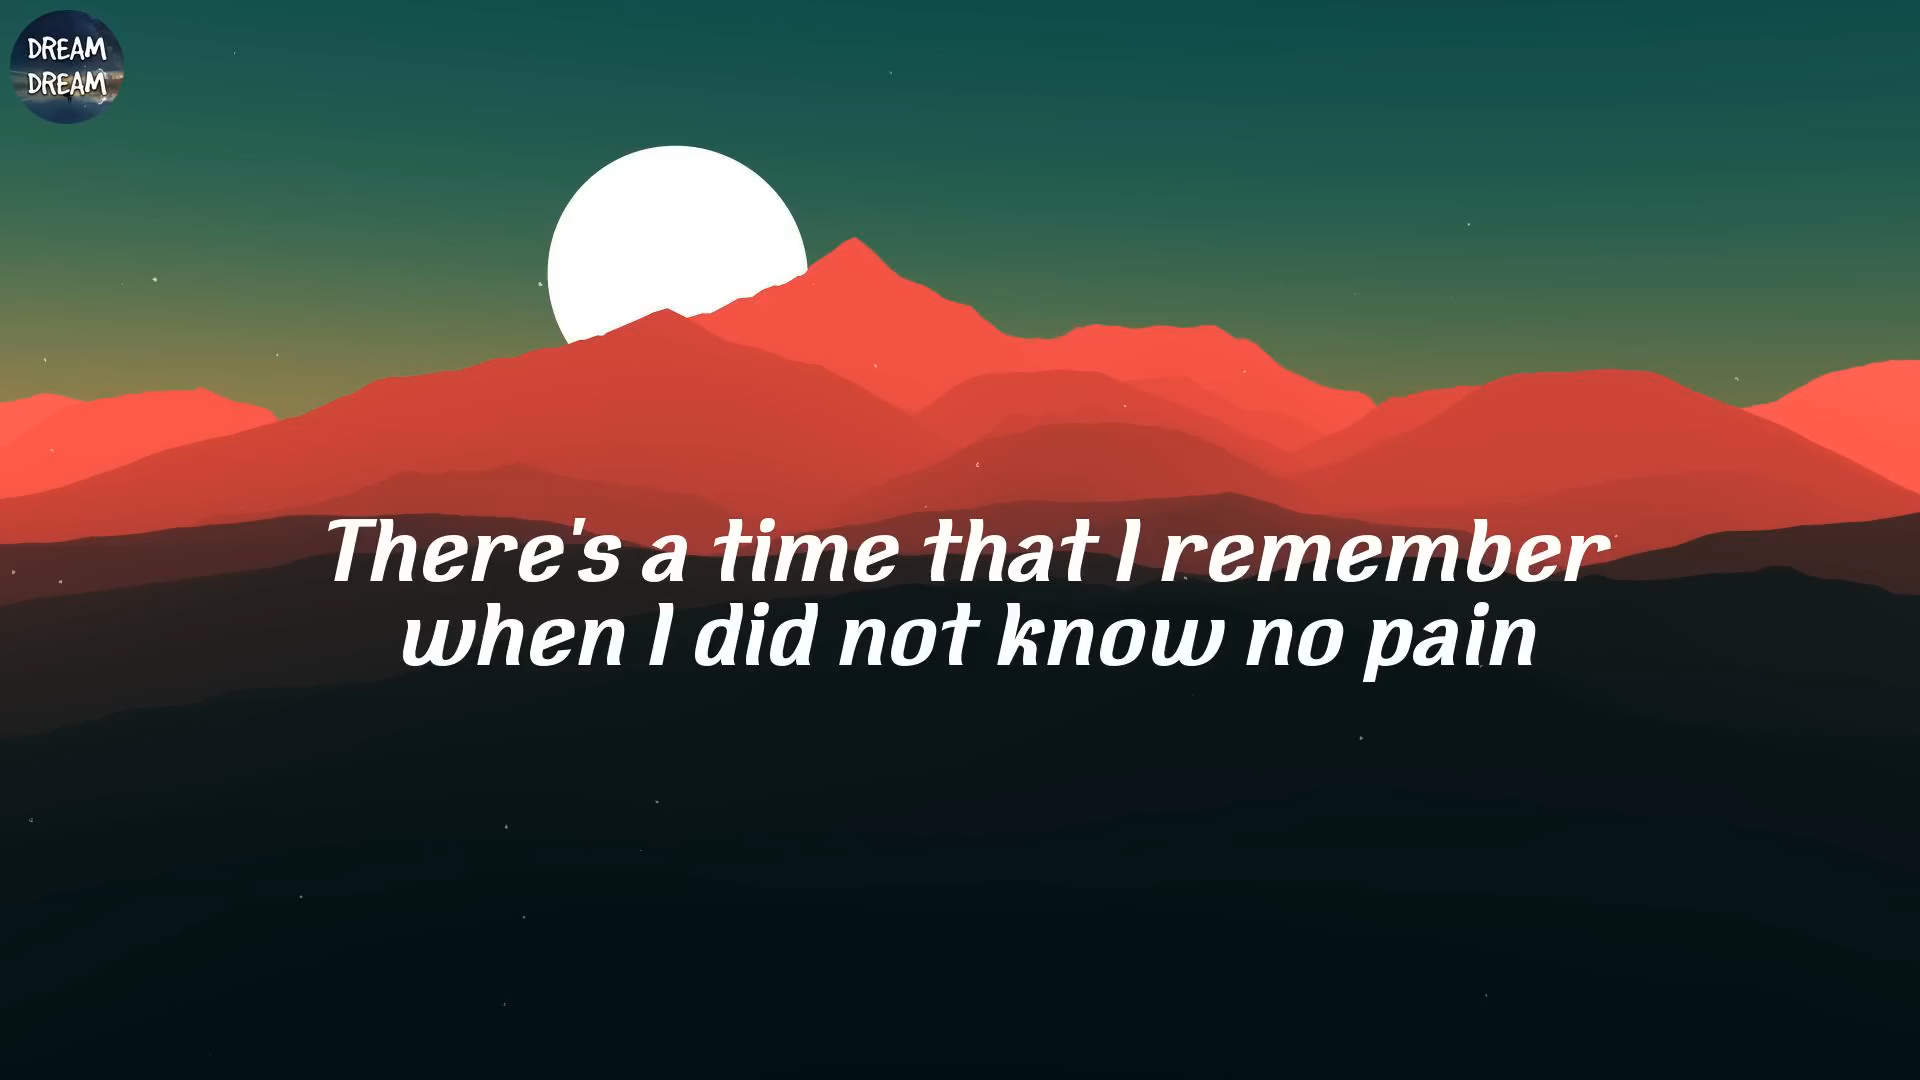 DREAM
DREAM
There's a time that I remember
when I did not know no pain